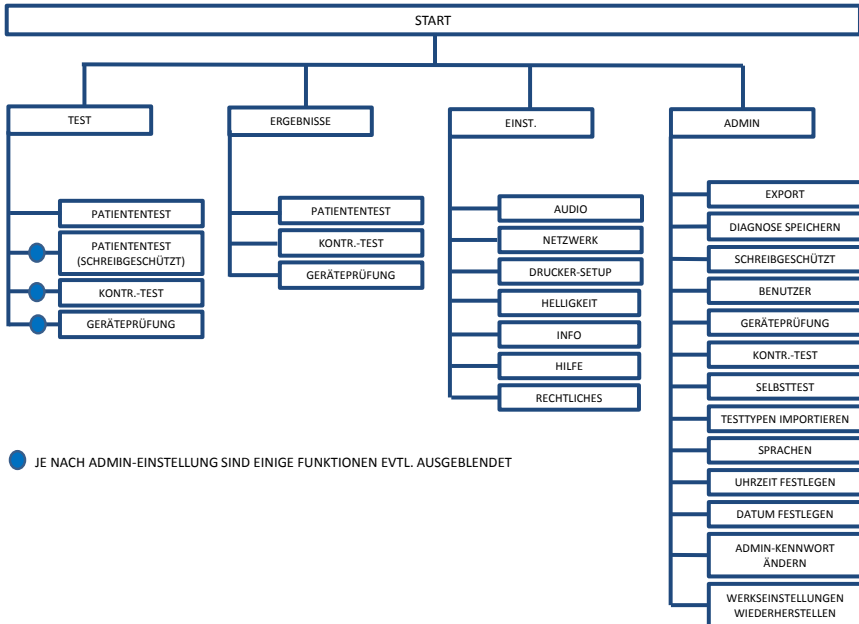 START
TEST
PATIENTENTEST
PATIENTENTEST
(SCHREIBGESCHÜTZT)
KONTR.-TEST
GERÄTEPRÜFUNG
ERGEBNISSE
PATIENTENTEST
KONTR.-TEST
GERÄTEPRÜFUNG
EINST.
AUDIO
NETZWERK
DRUCKER-SETUP
HELLIGKEIT
INFO
HILFE
RECHTLICHES
ADMIN
EXPORT
DIAGNOSE SPEICHERN
SCHREIBGESCHÜTZT
BENUTZER
GERÄTEPRÜFUNG
KONTR.-TEST
SELBSTTEST
TESTTYPEN IMPORTIEREN
SPRACHEN
UHRZEIT FESTLEGEN
DATUM FESTLEGEN
ADMIN-KENNWORT
ÄNDERN
WERKSEINSTELLUNGEN
WIEDERHERSTELLEN
JE NACH ADMIN-EINSTELLUNG SIND EINIGE FUNKTIONEN EVTL. AUSGEBLENDET